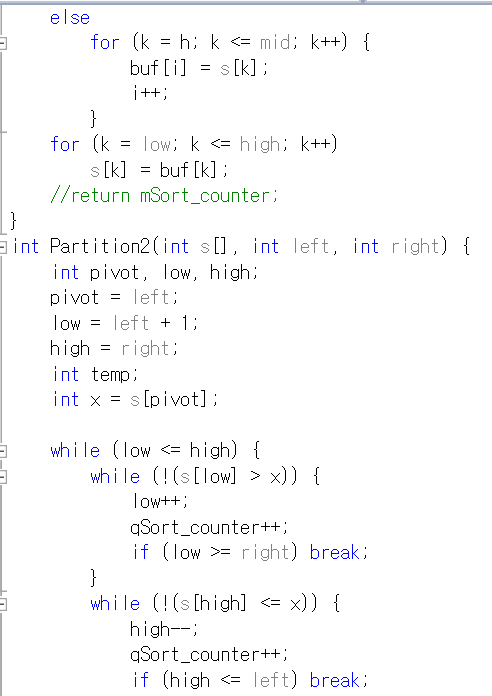 else
for (k = h; k <= mid; k++) {
buf[i] = s[k];
i++;
}
for (k = low; k <= high; k++)
s[k] = buf[k];
//return mSort_counter;
}
int Partition2(int s[], int left, int right) {
int pivot, low, high;
pivot = left;
low = left + 1;
high = right;
int temp;
int x = s[pivot];
while (low <= high) {
while (!(s[low] > x)) {
low++;
qSort_counter++;
if (low >= right) break;
}
while (!(s[high] <= x)) {
high--;
qSort_counter++;
if (high <= left) break;